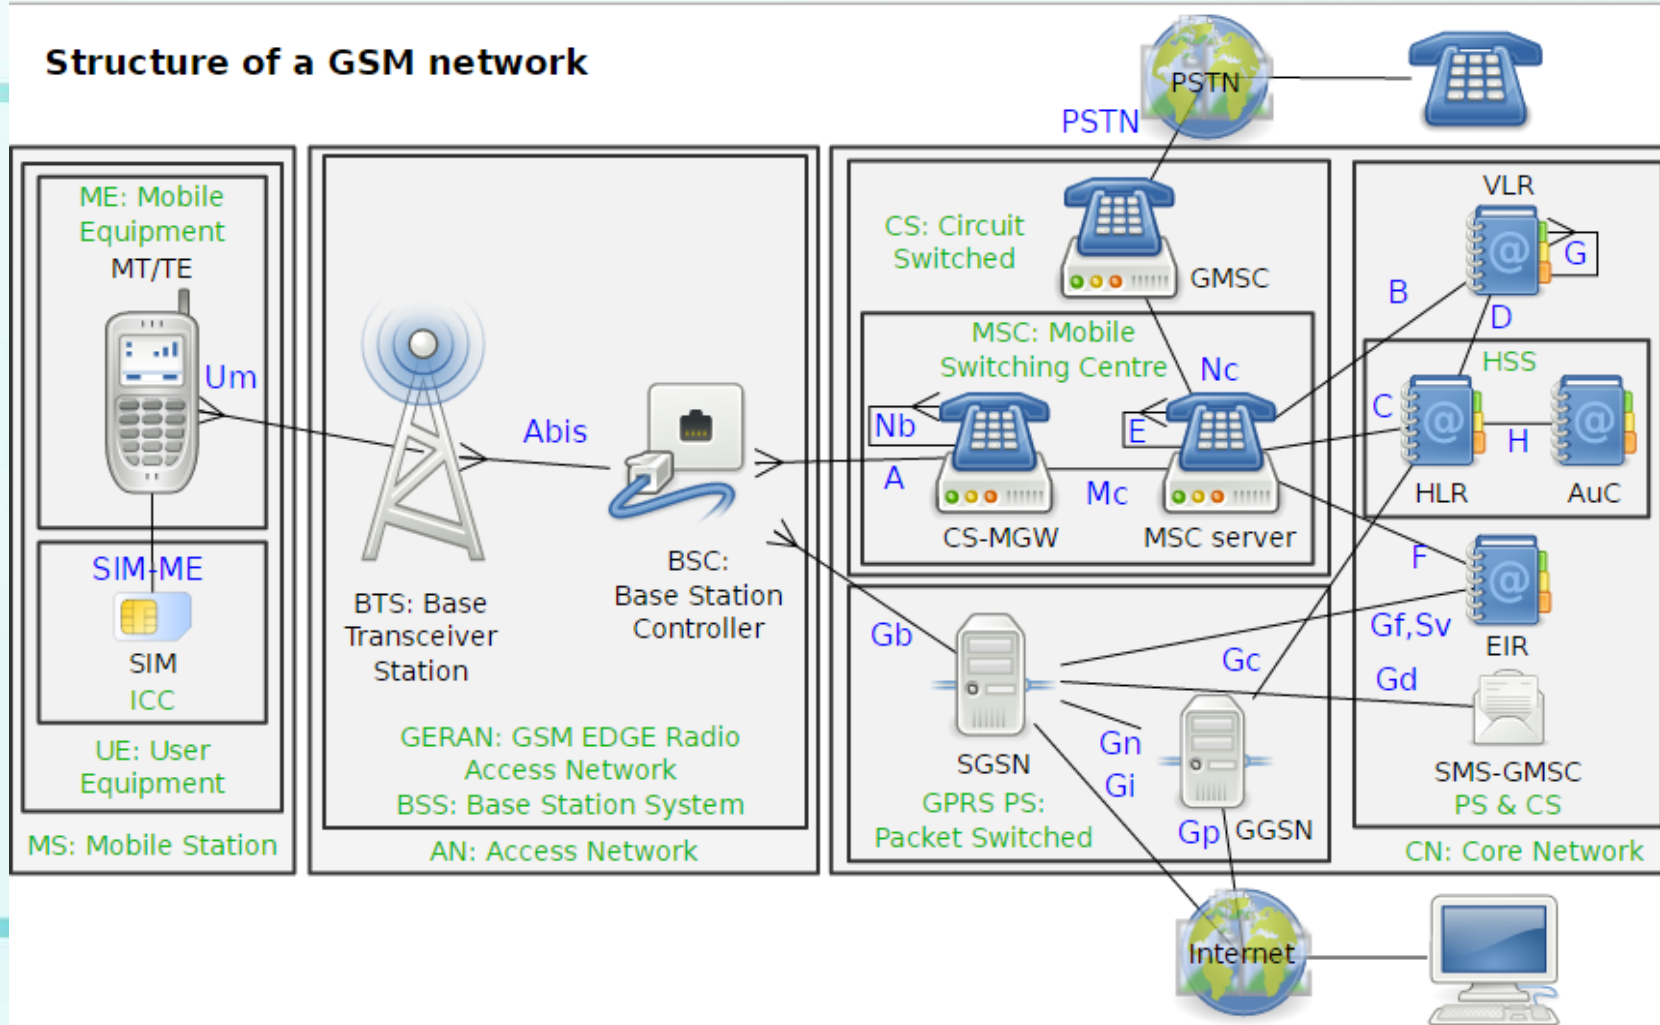 Structure of a GSM network
PSTN
PSTN
ME: Mobile
Equipment
MT/TE
Um
SIM-ME
SIM
ICC
UE: User
Equipment
MS: Mobile Station
Abis
BTS: Base
Transceiver
Station
BSC:
Base Station
Controller
GERAN: GSM EDGE Radio
Access Network
BSS: Base Station System
AN: Access Network
CS: Circuit
Switched
GMSC
MSC: Mobile
Switching Centre
Nc
Nb
E
A
Mc
CS-MGW
MSC server
Gb
SGSN
GPRS PS:
Packet Switched
Gn
Gi
Gc
Gp
GGSN
VLR
G
B
D
HSS
C
H
HLR
AuC
F
Gf,Sv
EIR
Gd
SMS-GMSC
PS & CS
CN: Core Network
Internet